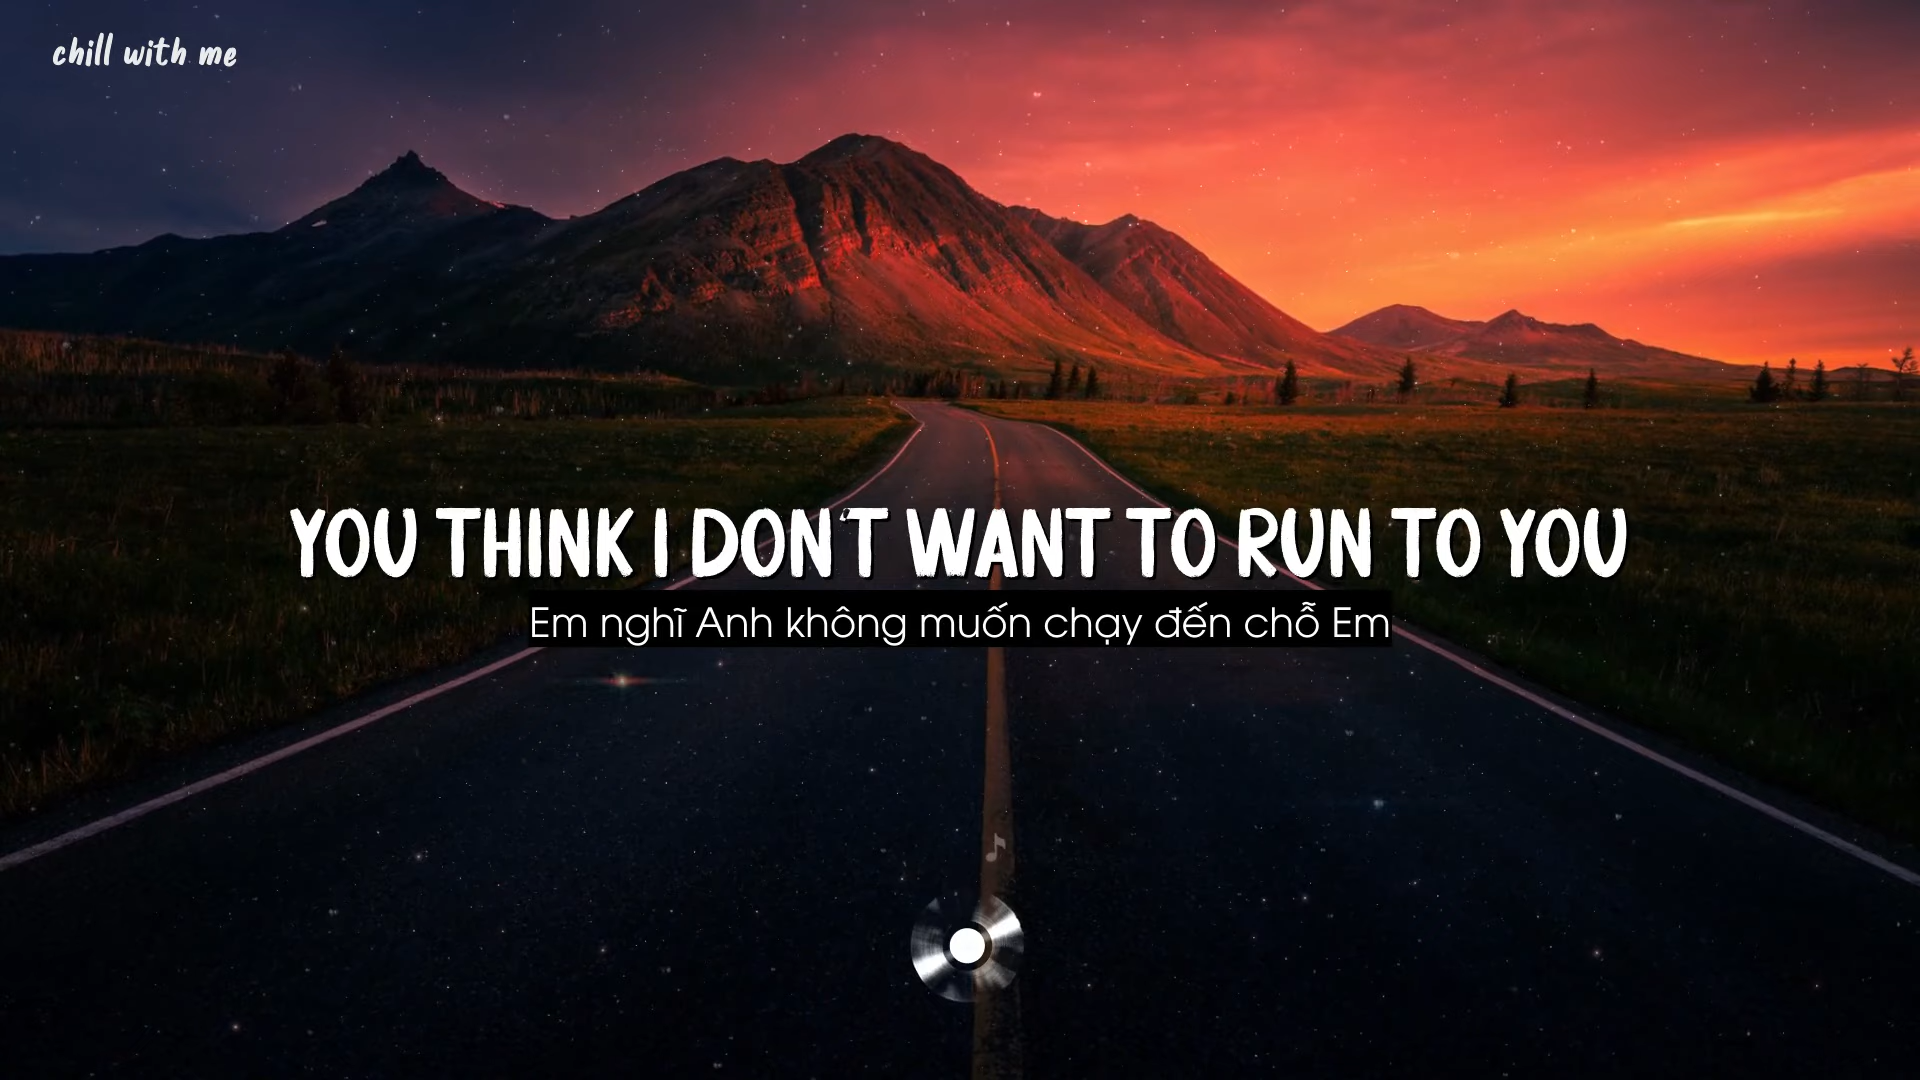 chill with me
YOU THINK I DON'T WANT TO RUN TO YOU
Em nghĩ Anh không muốn chạy đến chỗ Em